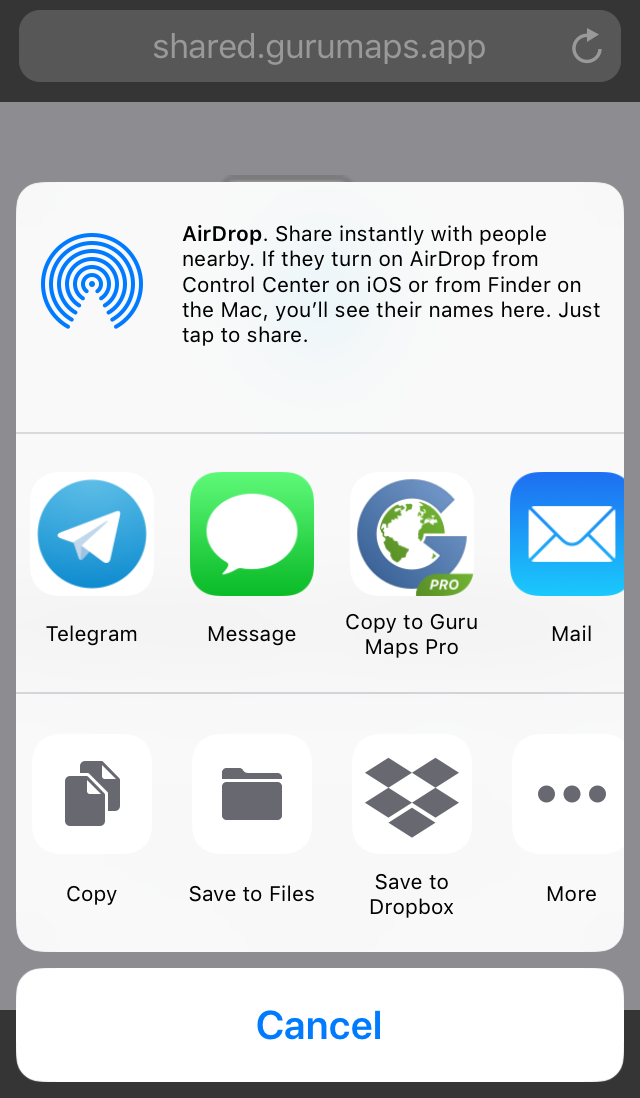 shared.gurumaps.app
AirDrop. Share instantly with people
nearby. If they turn on AirDrop from
Control Center on iOS or from Finder on
the Mac, you’ll see their names here. Just
tap to share.
PRO
Telegram
Message
Copy to Guru
Maps Pro
Mail
Copy
Save to Files
Save to
Dropbox
More
Cancel